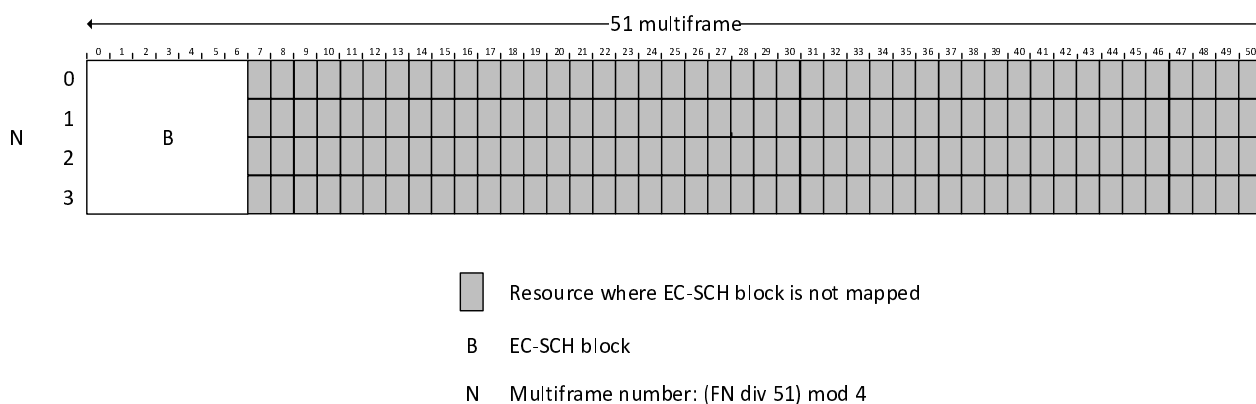 51 multiframe
0 1 2 3 4 5 6 7 8 9 10 11 12 13 14 15 16 17 18 19 20 21 22 23 24 25 26 27 28 29 30 31 32 33 34 35 36 37 38 39 40 41 42 43 44 45 46 47 48 49 50
0
1
N B
2
3
Resource where EC-SCH block is not mapped
B EC-SCH block
N Multiframe number: (FN div 51) mod 4